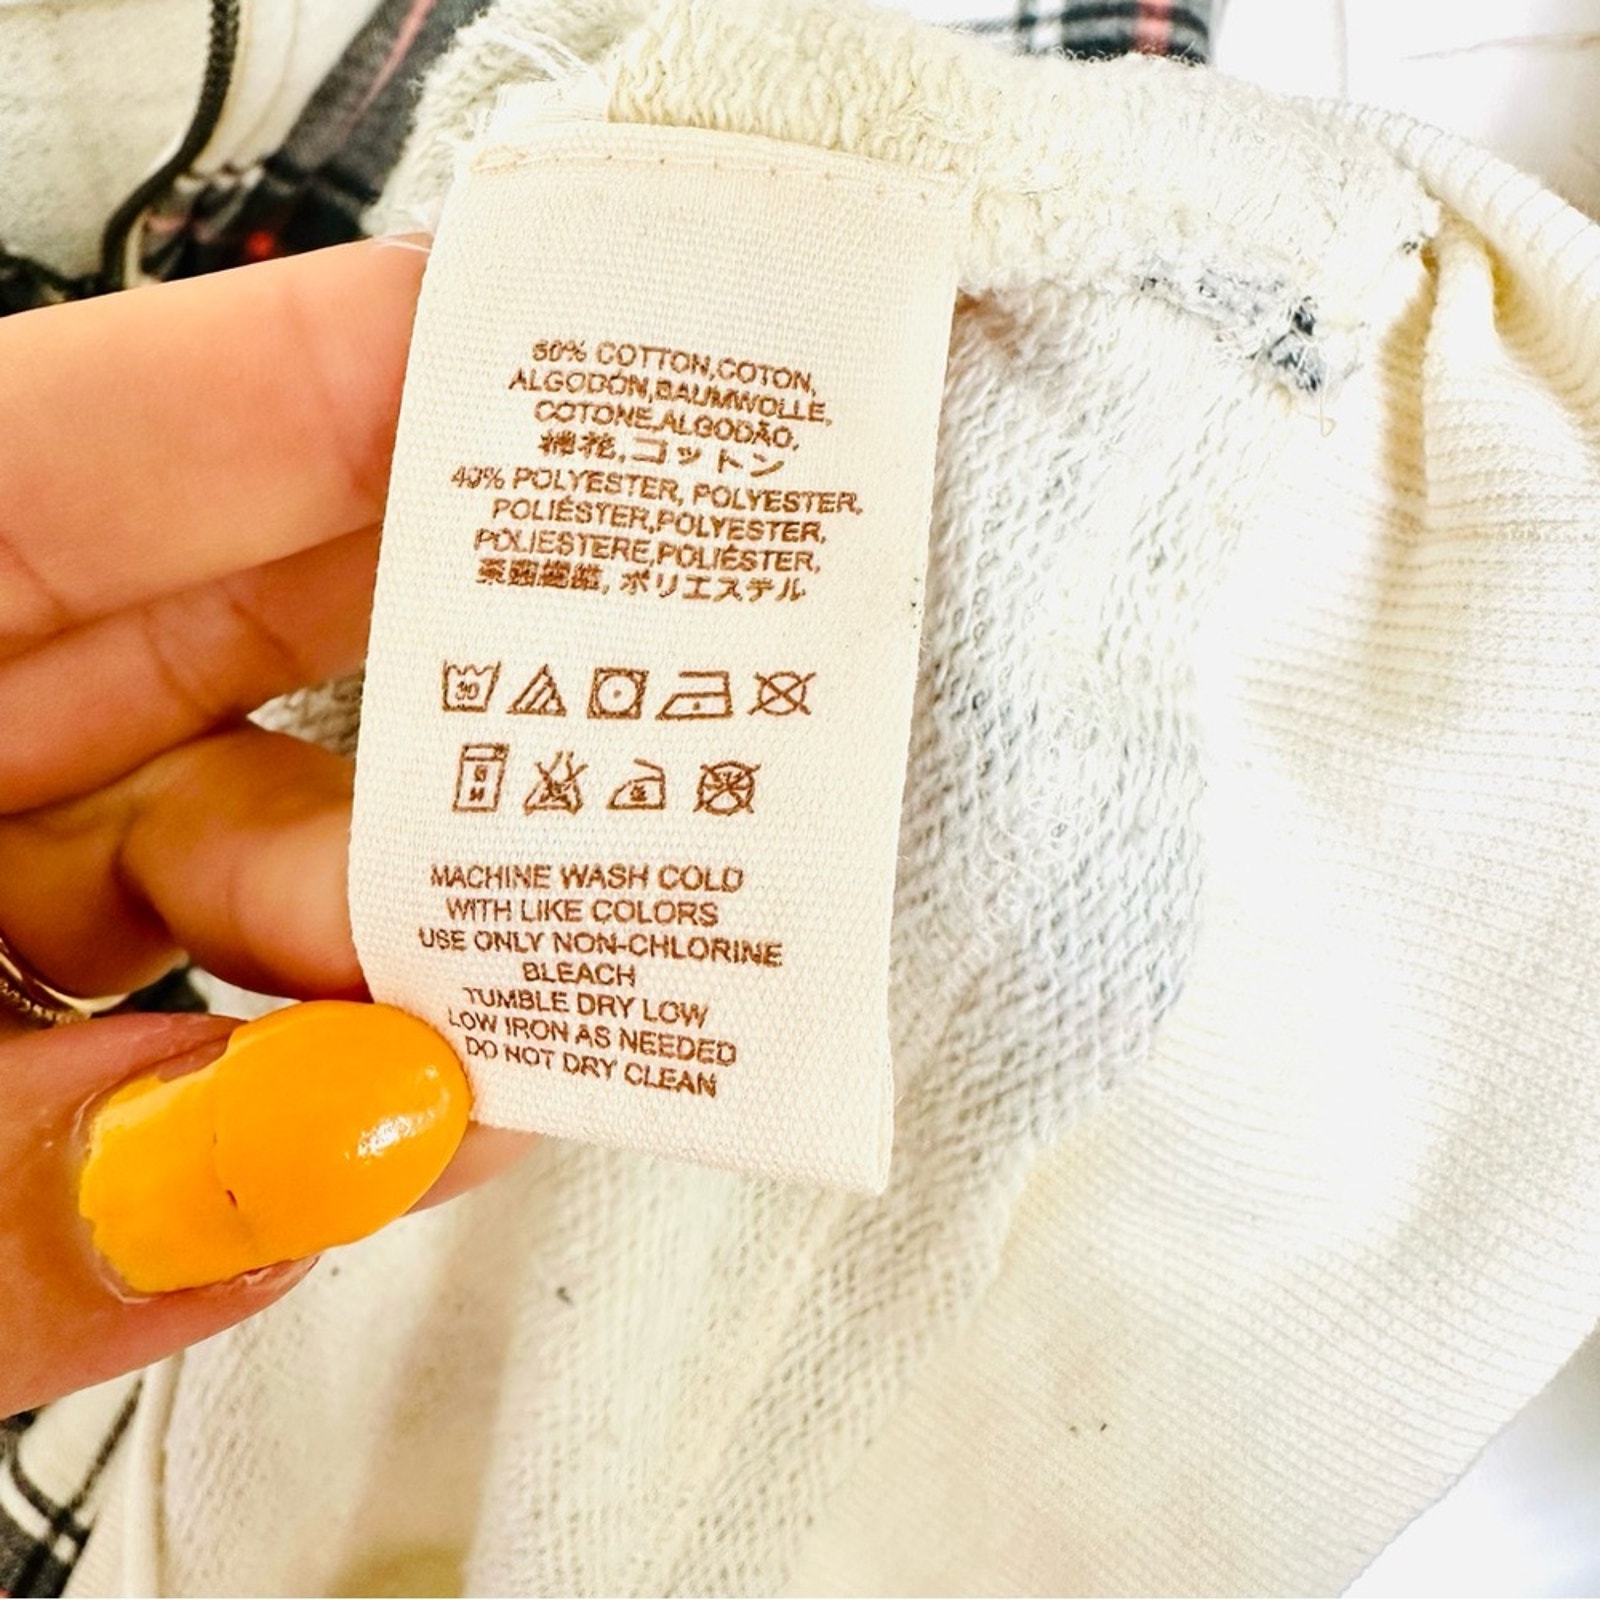 60% COTTON,COTON,
ALGODÓN,BAUMWOLLE,
COTONE,ALGODÃO,
棉花,コットン
40% POLYESTER, POLYESTER,
POLIÉSTER,POLYESTER,
POLIESTERE,POLIÉSTER,
ポリエステル
30
MACHINE WASH COLD
WITH LIKE COLORS
USE ONLY NON-CHLORINE
BLEACH
TUMBLE DRY LOW
LOW IRON AS NEEDED
DO NOT DRY CLEAN